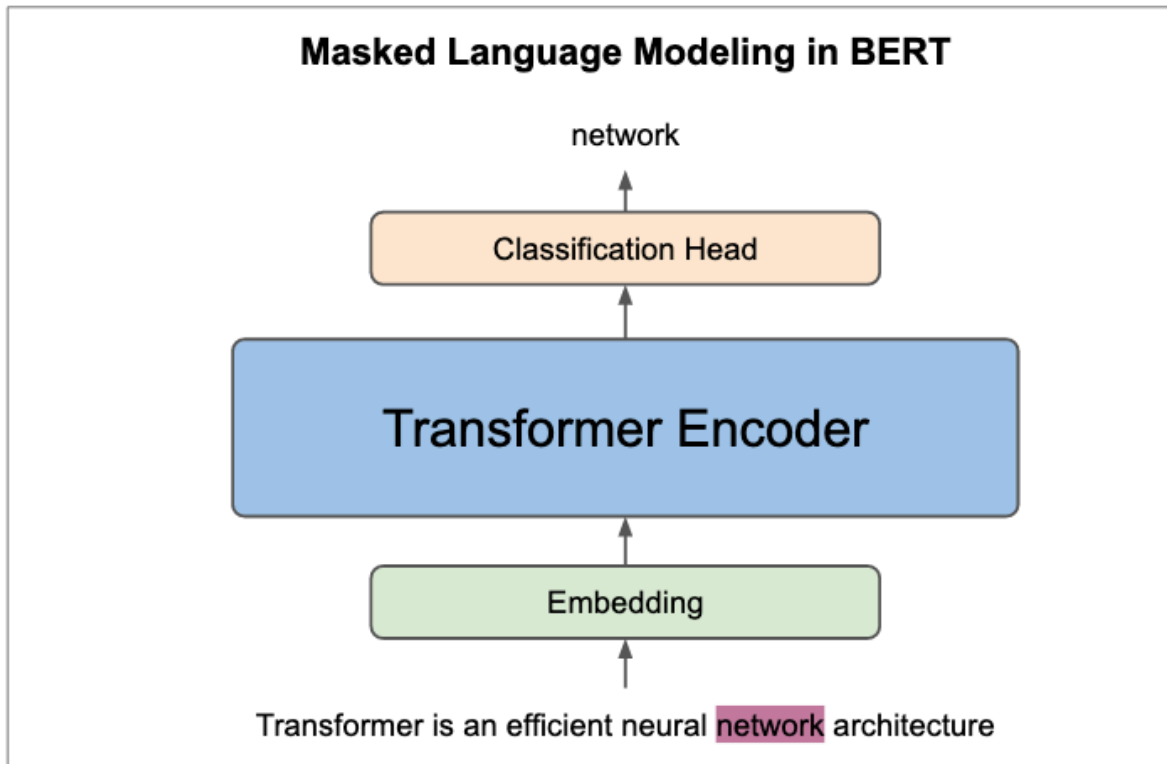 Masked Language Modeling in BERT
network
Classification Head
Transformer Encoder
Embedding
Transformer is an efficient neural network architecture